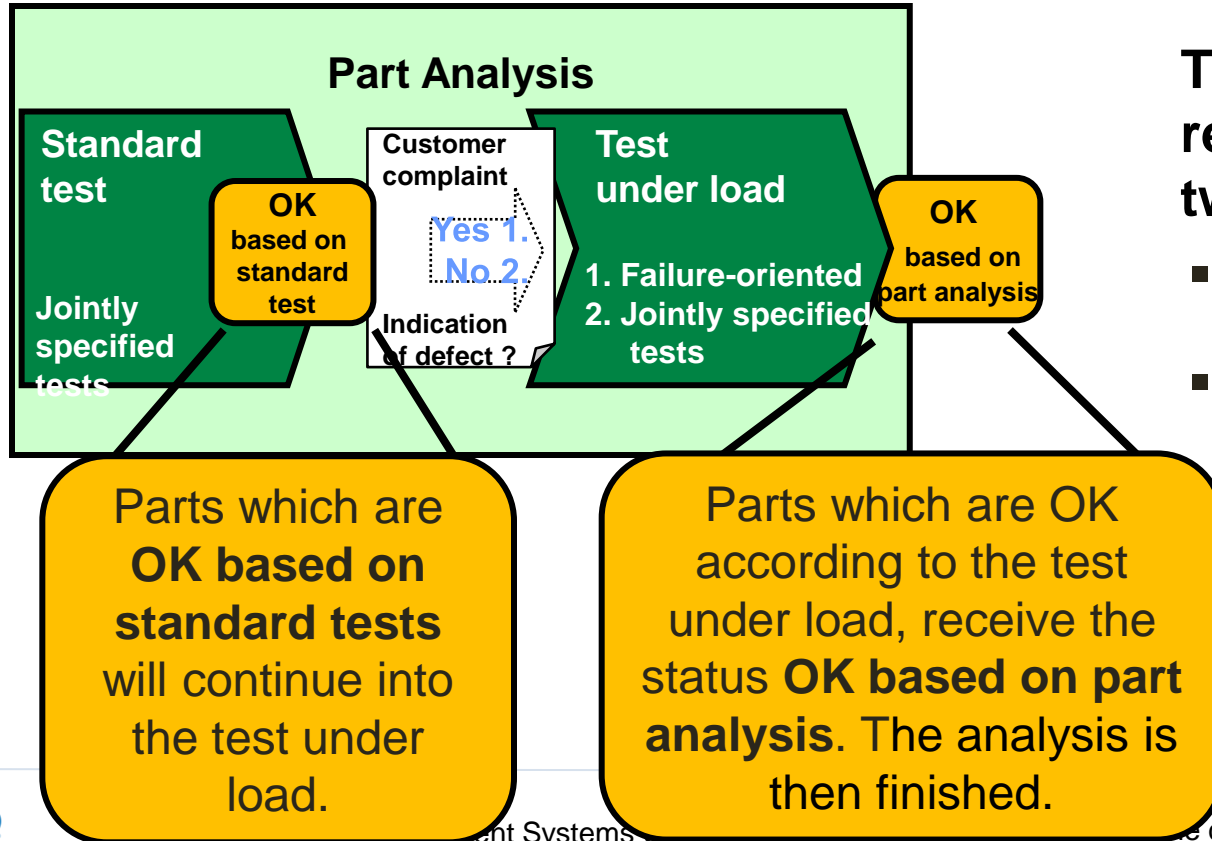 Part Analysis
Standard
test
Jointly
specified
tests
OK
based on
standard
test
Customer
complaint
Yes 1.
No 2.
Indication
of defect ?
Test
under load
1. Failure-oriented
2. Jointly specified
tests
OK
based on
part analysis
Parts which are
OK based on
standard tests
will continue into
the test under
load.
Parts which are OK
according to the test
under load, receive the
status OK based on part
analysis. The analysis is
then finished.
Systems